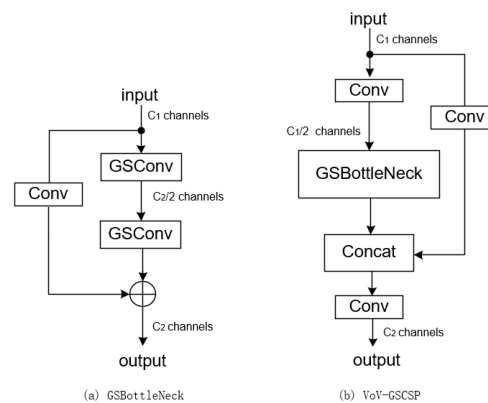 input
C1 channels
GSConv
Conv
C2/2 channels
GSConv
C2 channels
output
(a) GSBottleNeck
input
C1 channels
Conv
Conv
C1/2 channels
GSBottleNeck
Concat
Conv
C2 channels
output
(b) VoV-GSCSP